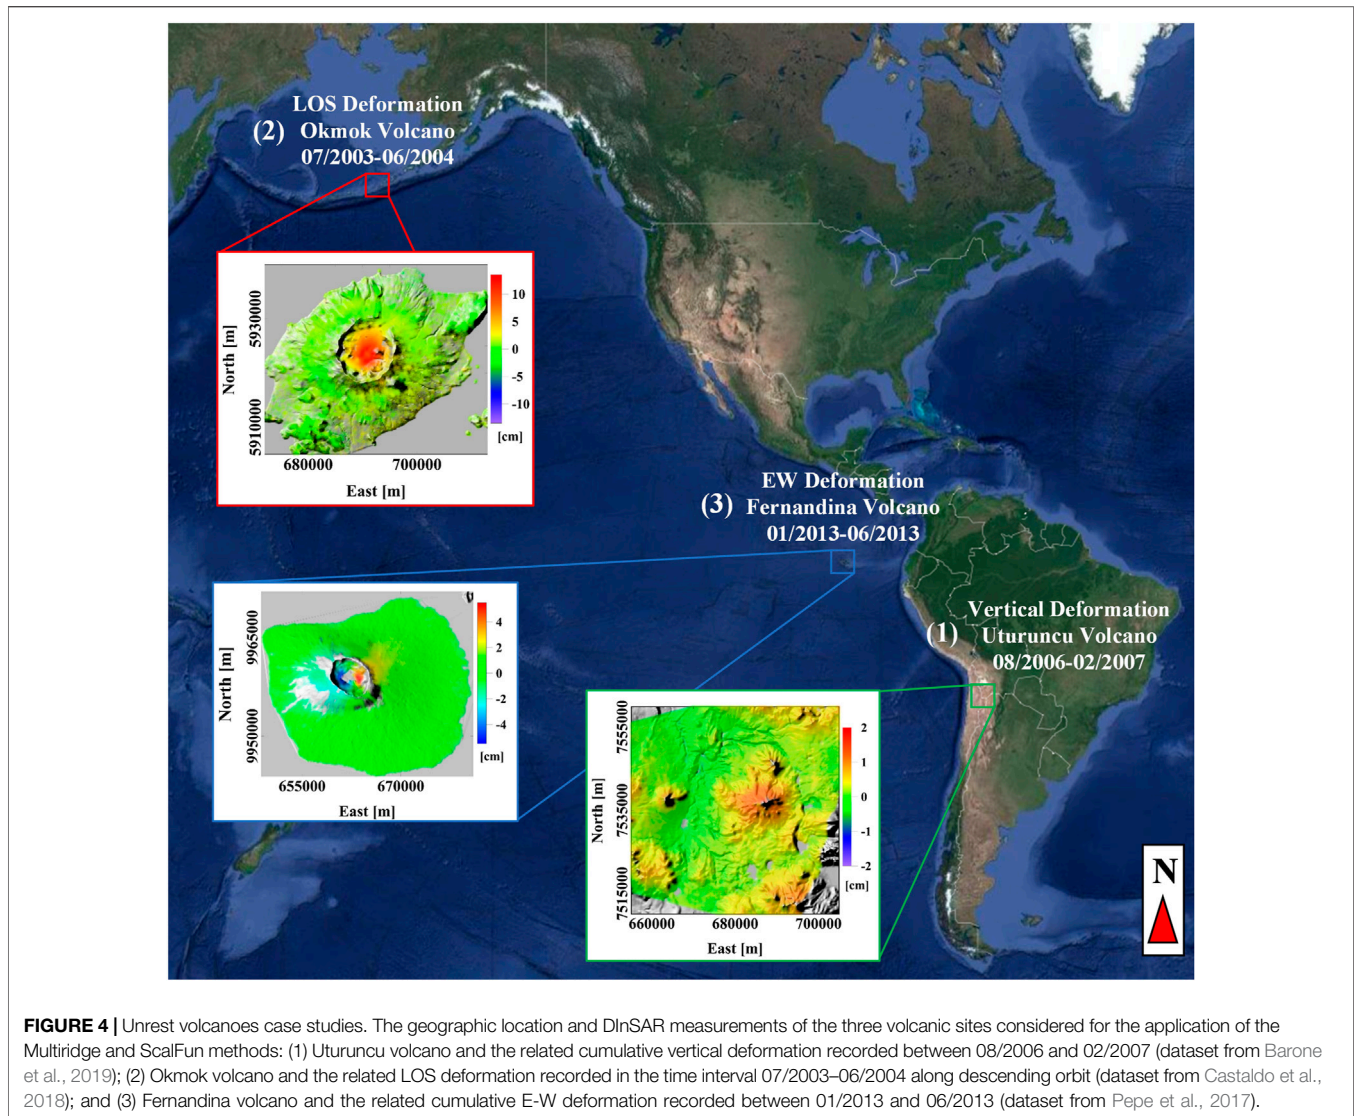 LOS Deformation
(2) Okmok Volcano
07/2003-06/2004
North [m]
5930000
5910000
10
5
0
-5
-10
[cm]
680000 700000
East [m]
EW Deformation
(3) Fernandina Volcano
01/2013-06/2013
North [m]
9965000
9950000
4
2
0
-2
-4
[cm]
655000 670000
East [m]
Vertical Deformation
(1) Uturuncu Volcano
08/2006-02/2007
North [m]
7555000
7535000
7515000
2
1
0
-1
-2
[cm]
660000 680000 700000
East [m]
N
FIGURE 4 | Unrest volcanoes case studies. The geographic location and DInSAR measurements of the three volcanic sites considered for the application of the
Multiridge and ScalFun methods: (1) Uturuncu volcano and the related cumulative vertical deformation recorded between 08/2006 and 02/2007 (dataset from Barone
et al., 2019); (2) Okmok volcano and the related LOS deformation recorded in the time interval 07/2003–06/2004 along descending orbit (dataset from Castaldo et al.,
2018); and (3) Fernandina volcano and the related cumulative E-W deformation recorded between 01/2013 and 06/2013 (dataset from Pepe et al., 2017).